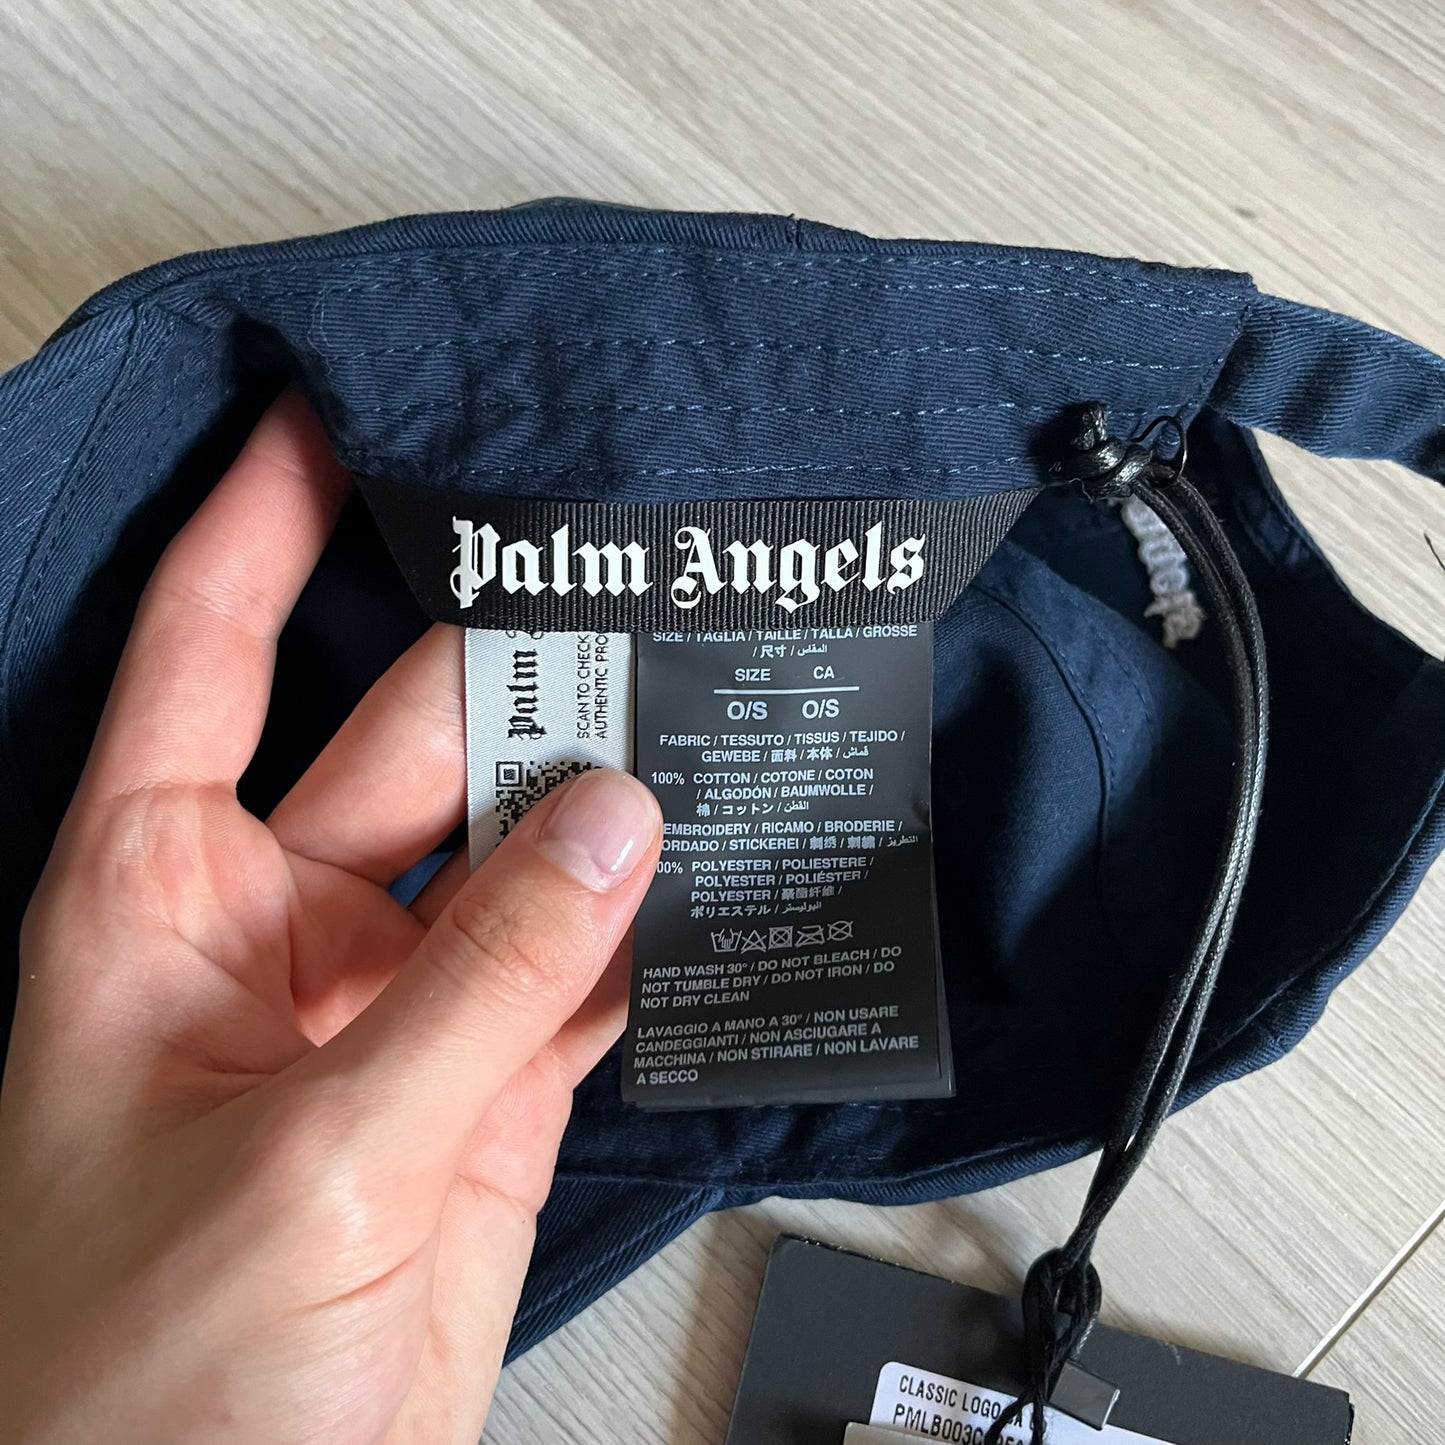 Palm Angels
Palm
SCAN TO CHECK
AUTHENTIC
SIZE / TAGLIA / TAILLE / TALLA / GRÖSSE
/ 尺寸 / المقاس
SIZE CA
O/S O/S
FABRIC / TESSUTO / TISSUS / TEJIDO /
GEWEBE / 面料 / 本体 / قماش
100% COTTON / COTONE / COTON
/ ALGODÓN / BAUMWOLLE /
棉 / コットン / القطن
EMBROIDERY / RICAMO / BRODERIE /
ORDADO / STICKEREI / 刺绣 / 刺繍 / التطريز
00% POLYESTER / POLIESTERE /
POLYESTER / POLIÉSTER /
POLYESTER / 聚酯纤维 /
ポリエステル / البوليستر
HAND WASH 30° / DO NOT BLEACH / DO
NOT TUMBLE DRY / DO NOT IRON / DO
NOT DRY CLEAN
LAVAGGIO A MANO A 30° / NON USARE
CANDEGGIANTI / NON ASCIUGARE A
MACCHINA / NON STIRARE / NON LAVARE
A SECCO
CLASSIC LOGO
PMLB003C